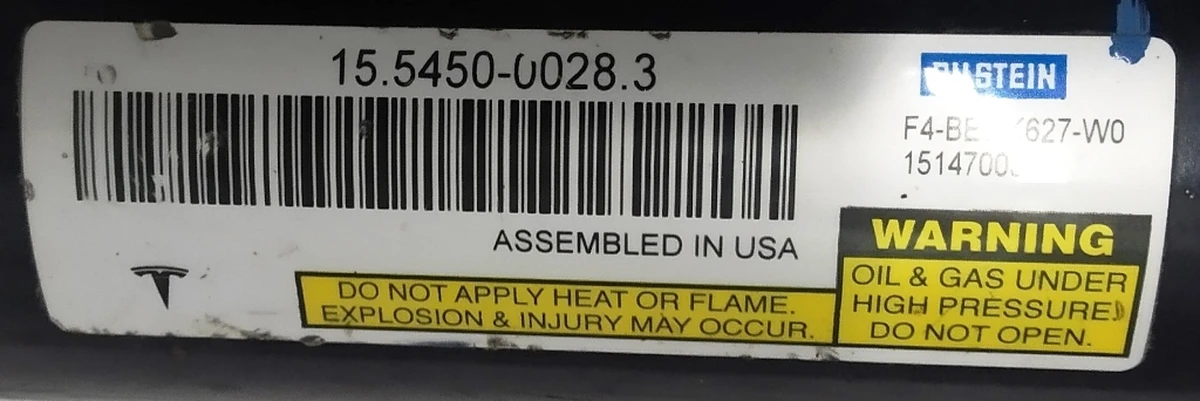 15.5450-0028.3
BILSTEIN
ASSEMBLED IN USA
DO NOT APPLY HEAT OR FLAME.
EXPLOSION & INJURY MAY OCCUR.
WARNING
OIL & GAS UNDER
HIGH PRESSURE
DO NOT OPEN.